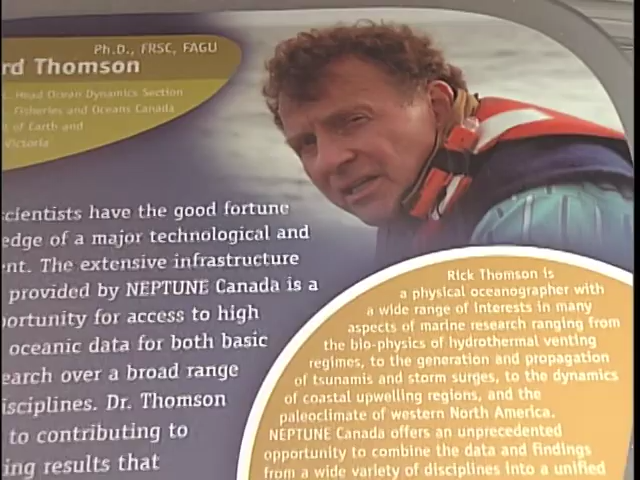 Ph.D., FRSC, FAGU
rd Thomson
Head Ocean Dynamics Section
Fisheries and Oceans Canada
of Earth and
Victoria
cientists have the good fortune
edge of a major technological and
nt. The extensive infrastructure
provided by NEPTUNE Canada is a
ortunity for access to high
oceanic data for both basic
earch over a broad range
isciplines. Dr. Thomson
to contributing to
ing results that
Rick Thomson is
a physical oceanographer with
a wide range of interests in many
aspects of marine research ranging from
the bio-physics of hydrothermal venting
regimes, to the generation and propagation
of tsunamis and storm surges, to the dynamics
of coastal upwelling regions, and the
paleoclimate of western North America.
NEPTUNE Canada offers an unprecedented
opportunity to combine the data and findings
from a wide variety of disciplines into a unified